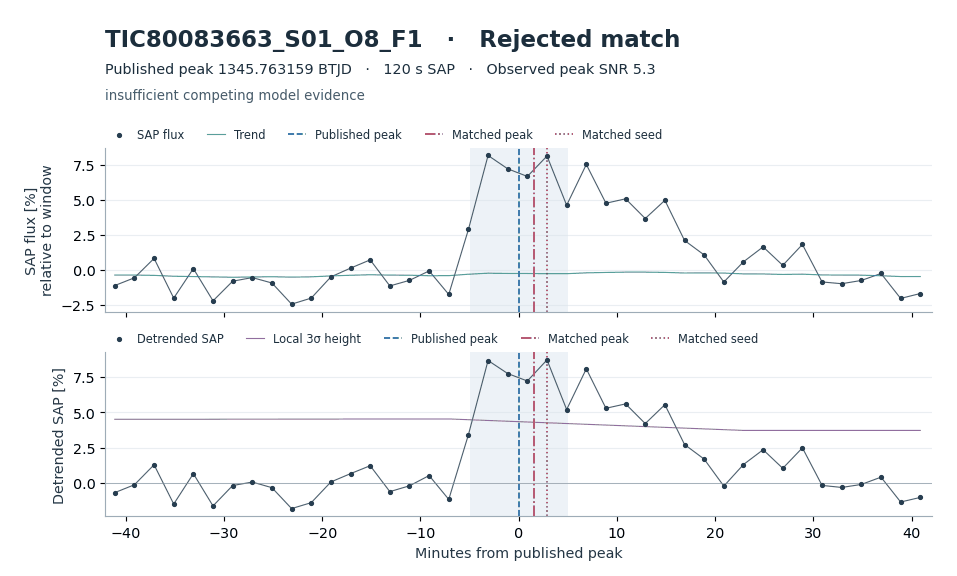 TIC80083663_S01_O8_F1 · Rejected match
Published peak 1345.763159 BTJD · 120 s SAP · Observed peak SNR 5.3
insufficient competing model evidence
SAP flux Trend Published peak Matched peak Matched seed
SAP flux [%]
relative to window
7.5
5.0
2.5
0.0
−2.5
Detrended SAP Local 3σ height Published peak Matched peak Matched seed
Detrended SAP [%]
7.5
5.0
2.5
0.0
−40 −30 −20 −10 0 10 20 30 40
Minutes from published peak